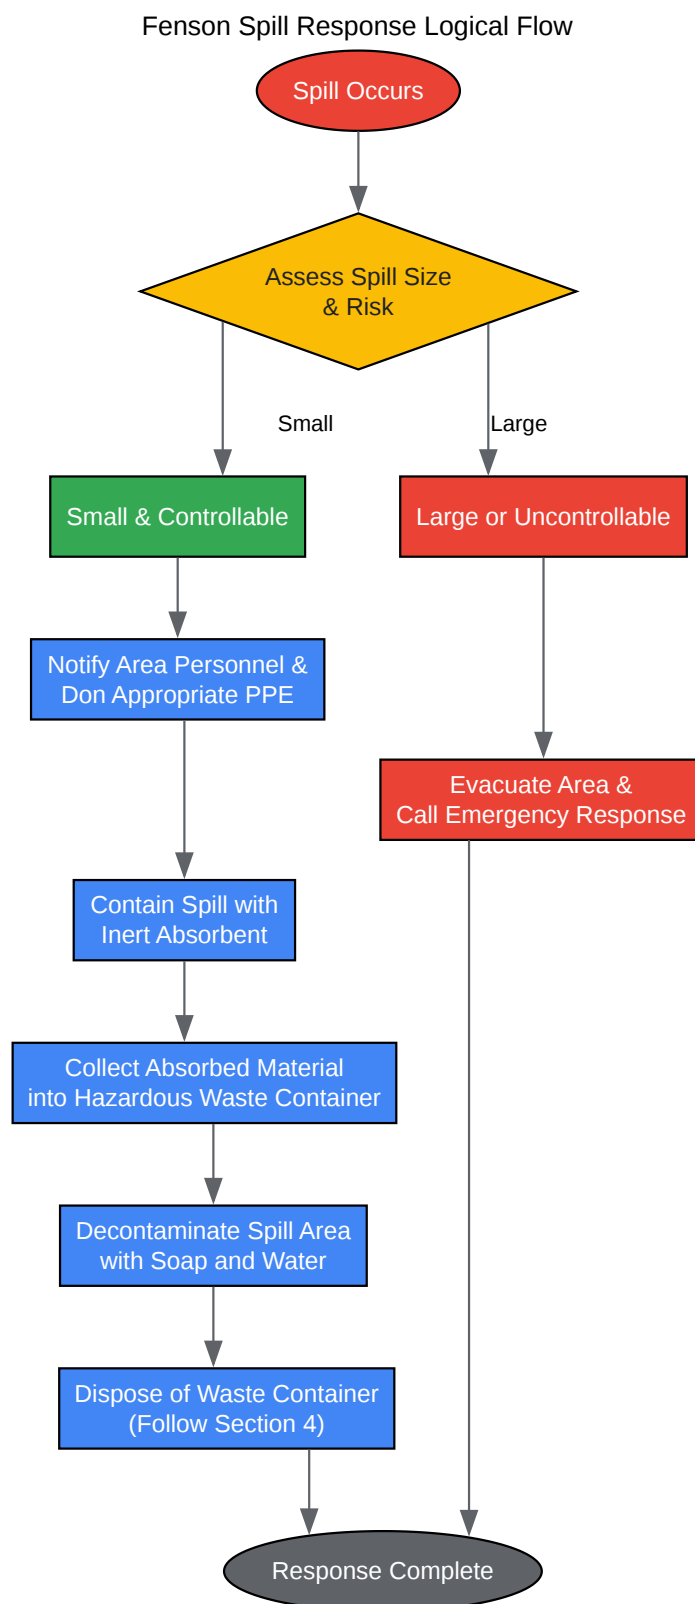 Fenson Spill Response Logical Flow
Spill Occurs
Assess Spill Size
& Risk
Small
Large
Small & Controllable
Large or Uncontrollable
Notify Area Personnel &
Don Appropriate PPE
Evacuate Area &
Call Emergency Response
Contain Spill with
Inert Absorbent
Collect Absorbed Material
into Hazardous Waste Container
Decontaminate Spill Area
with Soap and Water
Dispose of Waste Container
(Follow Section 4)
Response Complete